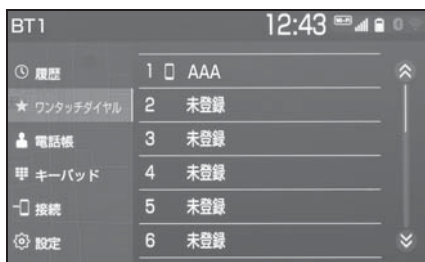 BT1 12:43 Wi-Fi
履歴
ワンタッチダイヤル
電話帳
キーパッド
接続
設定
1 AAA
2 未登録
3 未登録
4 未登録
5 未登録
6 未登録